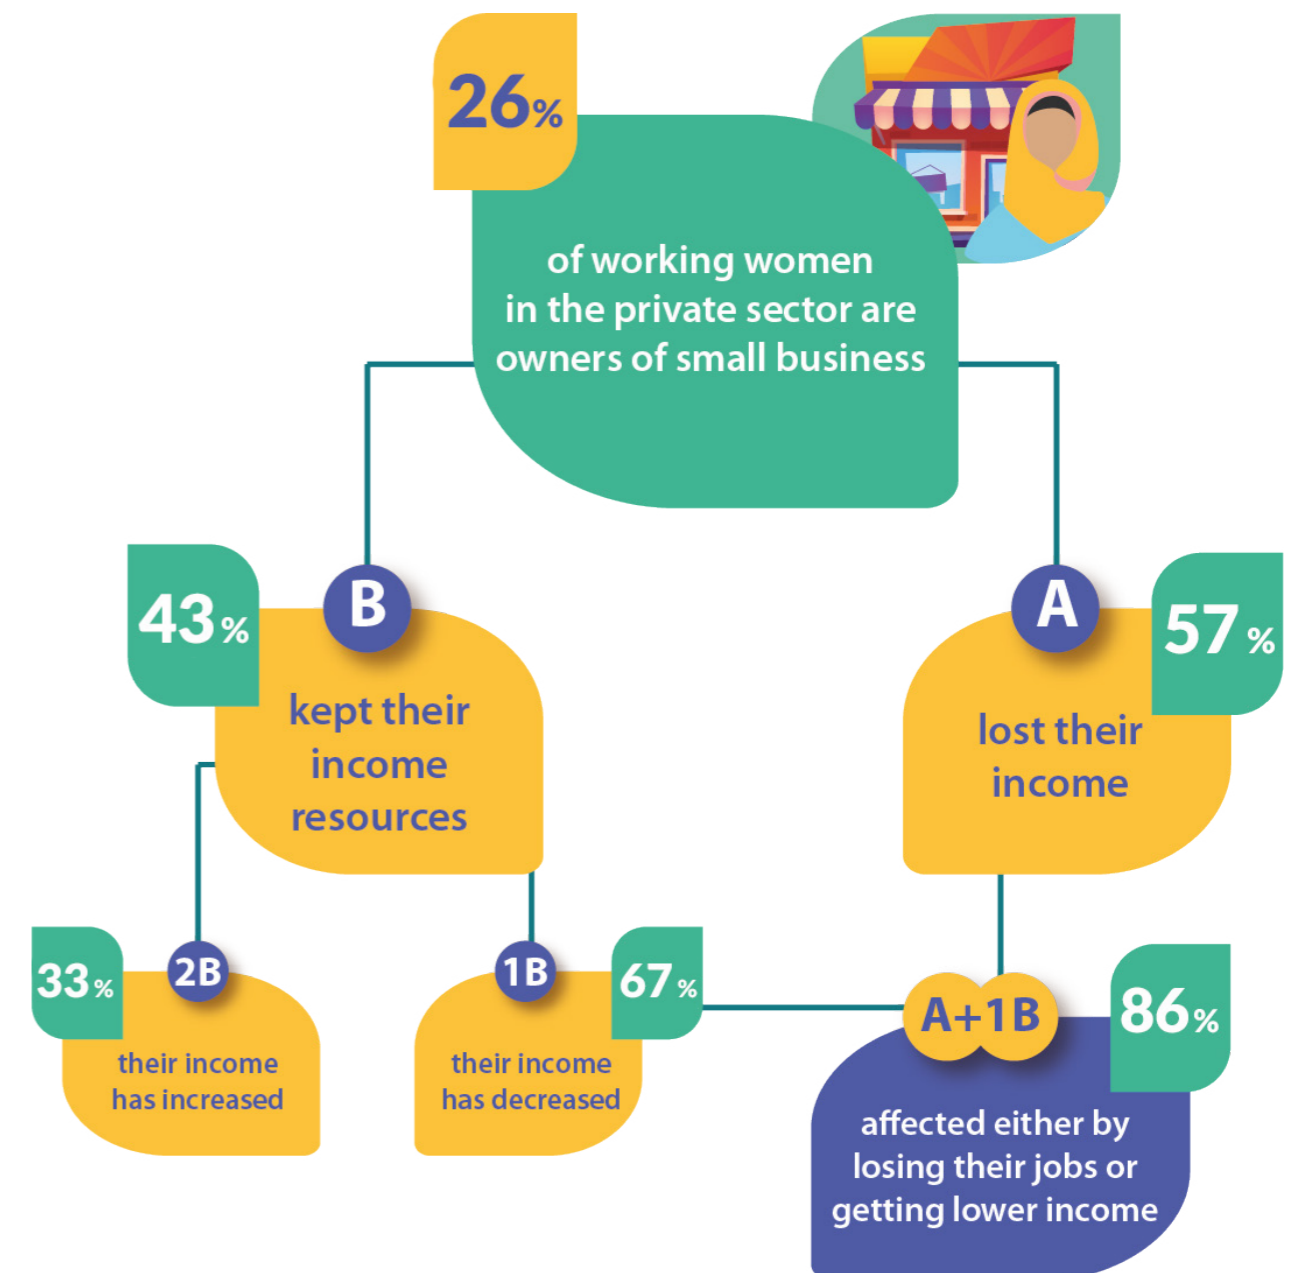 26%
of working women
in the private sector are
owners of small business
B
43%
kept their
income
resources
A
57%
lost their
income
2B
33%
their income
has increased
1B
67%
their income
has decreased
A+1B
86%
affected either by
losing their jobs or
getting lower income